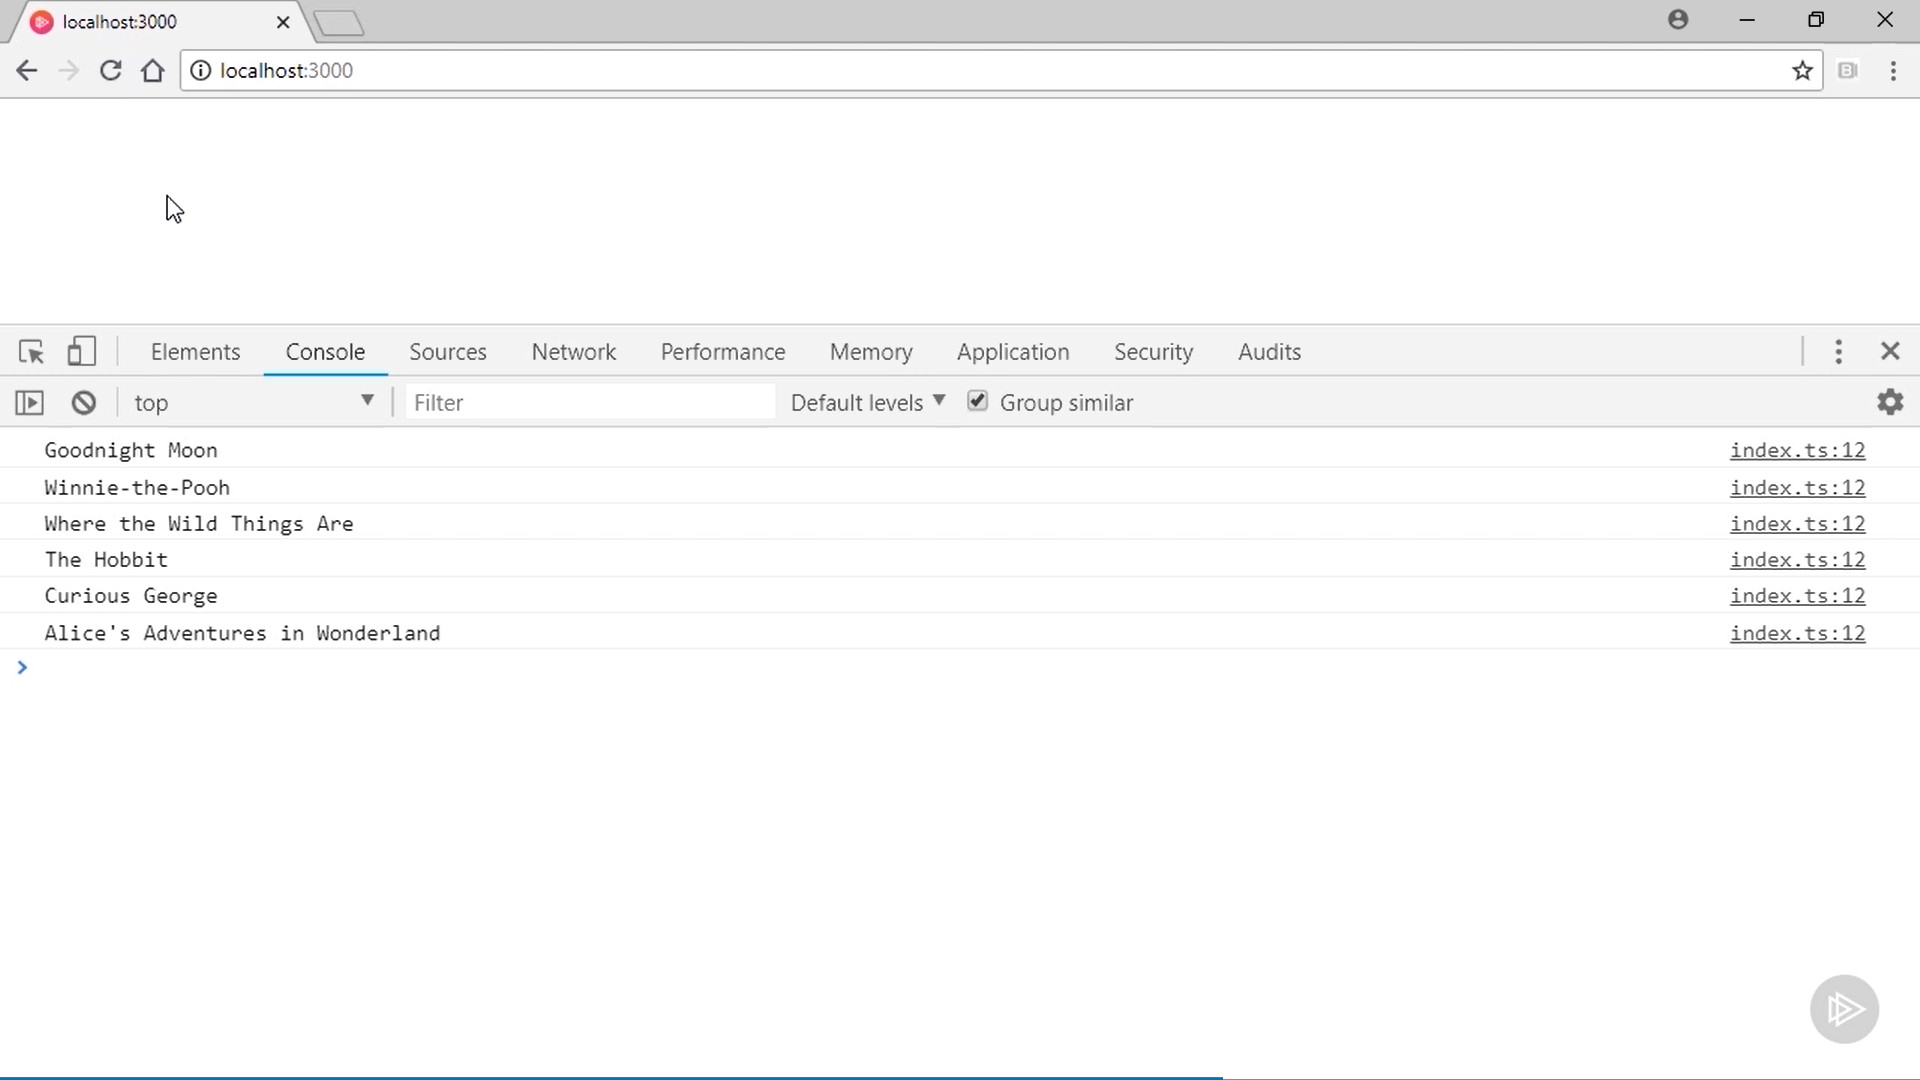 localhost:3000
localhost:3000
Elements Console Sources Network Performance Memory Application Security Audits
top Filter Default levels Group similar
Goodnight Moon index.ts:12
Winnie-the-Pooh index.ts:12
Where the Wild Things Are index.ts:12
The Hobbit index.ts:12
Curious George index.ts:12
Alice's Adventures in Wonderland index.ts:12